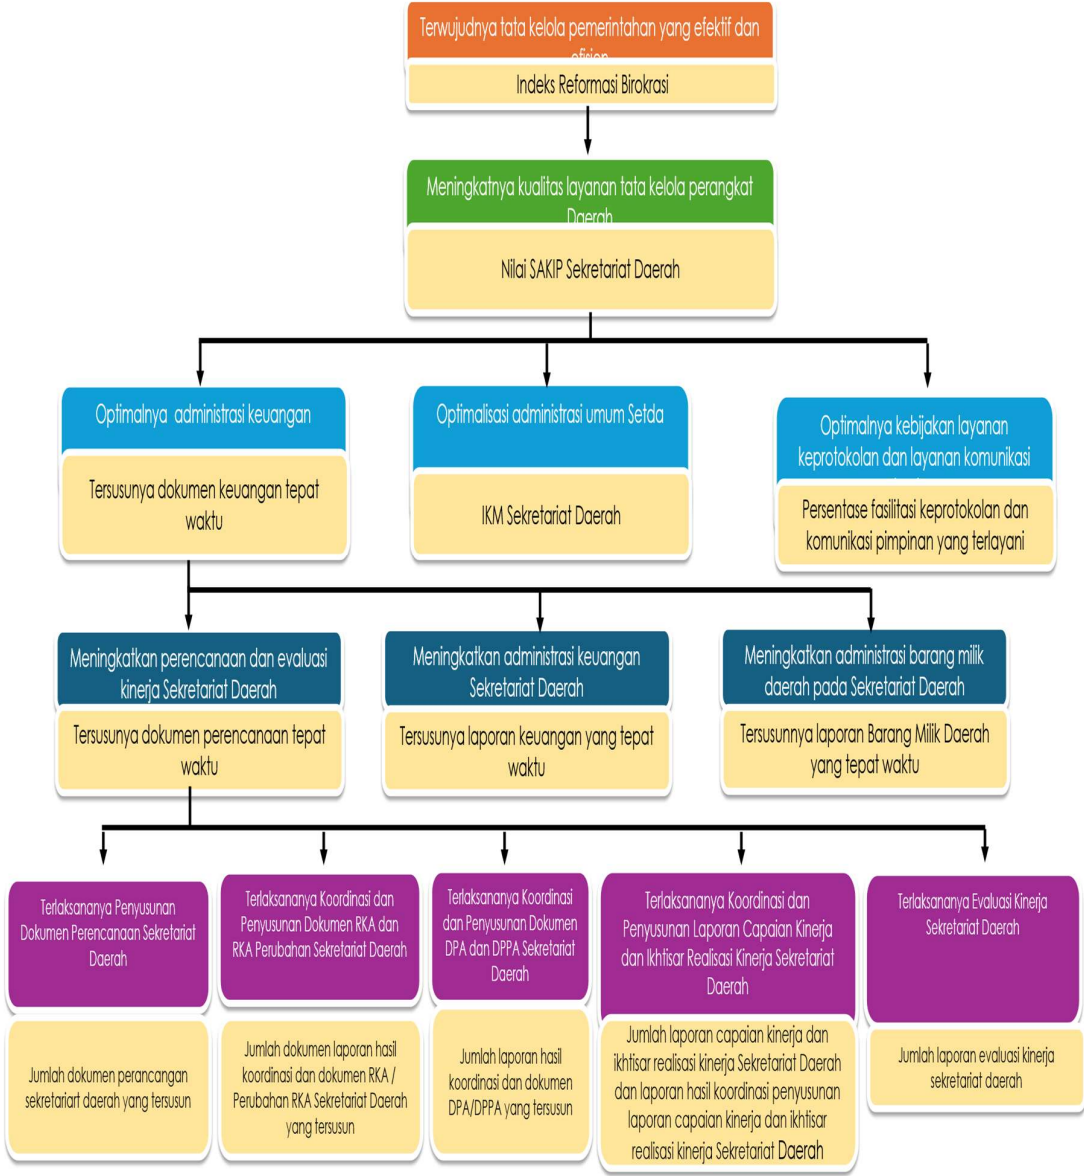 Terwujudnya tata kelola pemerintahan yang efektif dan
efisien
Indeks Reformasi Birokrasi
Meningkatnya kualitas layanan tata kelola perangkat
Daerah
Nilai SAKIP Sekretariat Daerah
Optimalnya administrasi keuangan
Tersusunya dokumen keuangan tepat
waktu
Optimalisasi administrasi umum Setda
IKM Sekretariat Daerah
Optimalnya kebijakan layanan
keprotokolan dan layanan komunikasi
Persentase fasilitasi keprotokolan dan
komunikasi pimpinan yang terlayani
Meningkatkan perencanaan dan evaluasi
kinerja Sekretariat Daerah
Tersusunya dokumen perencanaan tepat
waktu
Meningkatkan administrasi keuangan
Sekretariat Daerah
Tersusunya laporan keuangan yang tepat
waktu
Meningkatkan administrasi barang milik
daerah pada Sekretariat Daerah
Tersusunnya laporan Barang Milik Daerah
yang tepat waktu
Terlaksananya Penyusunan
Dokumen Perencanaan Sekretariat
Daerah
Jumlah dokumen perancangan
sekretariart daerah yang tersusun
Terlaksananya Koordinasi dan
Penyusunan Dokumen RKA dan
RKA Perubahan Sekretariat Daerah
Jumlah dokumen laporan hasil
koordinasi dan dokumen RKA /
Perubahan RKA Sekretariat Daerah
yang tersusun
Terlaksananya Koordinasi
dan Penyusunan Dokumen
DPA dan DPPA Sekretariat
Daerah
Jumlah laporan hasil
koordinasi dan dokumen
DPA/DPPA yang tersusun
Terlaksananya Koordinasi dan
Penyusunan Laporan Capaian Kinerja
dan Ikhtisar Realisasi Kinerja Sekretariat
Daerah
Jumlah laporan capaian kinerja dan
ikhtisar realisasi kinerja Sekretariat Daerah
dan laporan hasil koordinasi penyusunan
laporan capaian kinerja dan ikhtisar
realisasi kinerja Sekretariat Daerah
Terlaksananya Evaluasi Kinerja
Sekretariat Daerah
Jumlah laporan evaluasi kinerja
sekretariat daerah